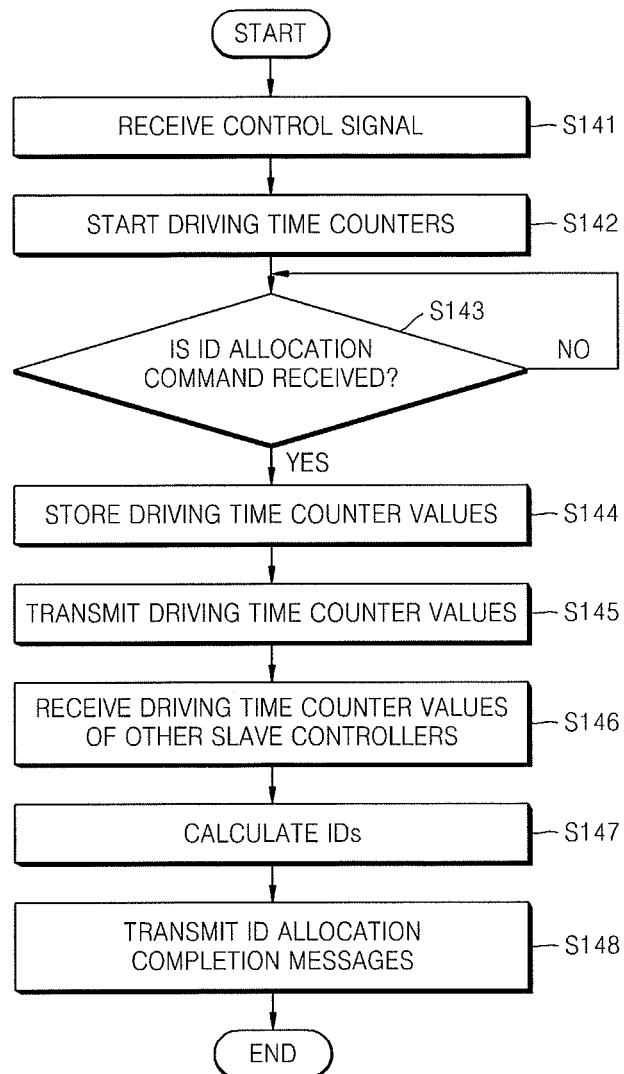 START
RECEIVE CONTROL SIGNAL
S141
START DRIVING TIME COUNTERS
S142
S143
IS ID ALLOCATION
COMMAND RECEIVED?
NO
YES
STORE DRIVING TIME COUNTER VALUES
S144
TRANSMIT DRIVING TIME COUNTER VALUES
S145
RECEIVE DRIVING TIME COUNTER VALUES
OF OTHER SLAVE CONTROLLERS
S146
CALCULATE IDs
S147
TRANSMIT ID ALLOCATION
COMPLETION MESSAGES
S148
END